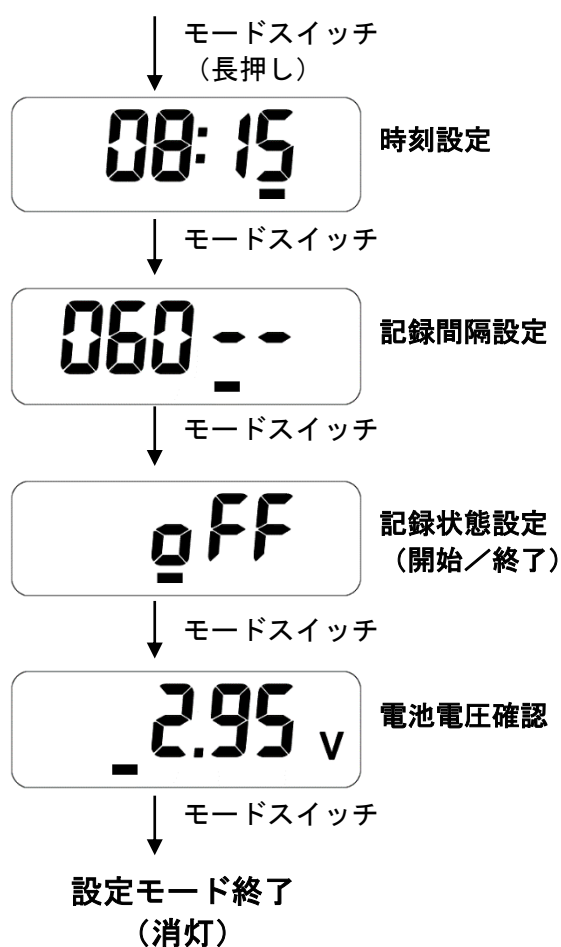 モードスイッチ
（長押し）
08:15
時刻設定
モードスイッチ
060--
記録間隔設定
モードスイッチ
oFF
記録状態設定
（開始／終了）
モードスイッチ
2.95 V
電池電圧確認
モードスイッチ
設定モード終了
（消灯）